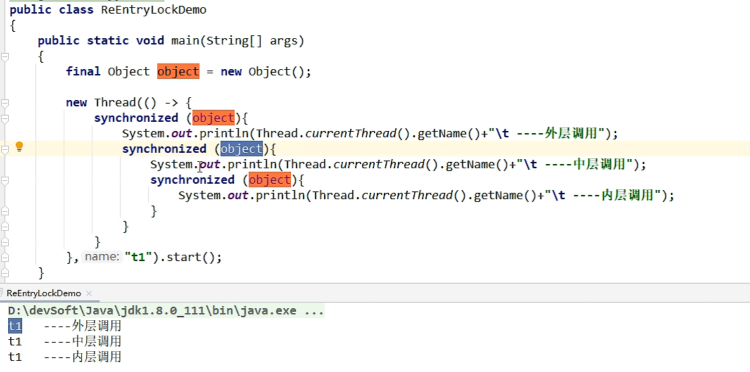 public class ReEntryLockDemo
{
    public static void main(String[] args)
    {
        final Object object = new Object();

        new Thread(() -> {
            synchronized (object){
                System.out.println(Thread.currentThread().getName()+"\t ----外层调用");
                synchronized (object){
                    System.out.println(Thread.currentThread().getName()+"\t ----中层调用");
                    synchronized (object){
                        System.out.println(Thread.currentThread().getName()+"\t ----内层调用");
                    }
                }
            }
        }, name: "t1").start();
    }
ReEntryLockDemo ×
D:\devSoft\Java\jdk1.8.0_111\bin\java.exe ...
t1	 ----外层调用
t1	 ----中层调用
t1	 ----内层调用